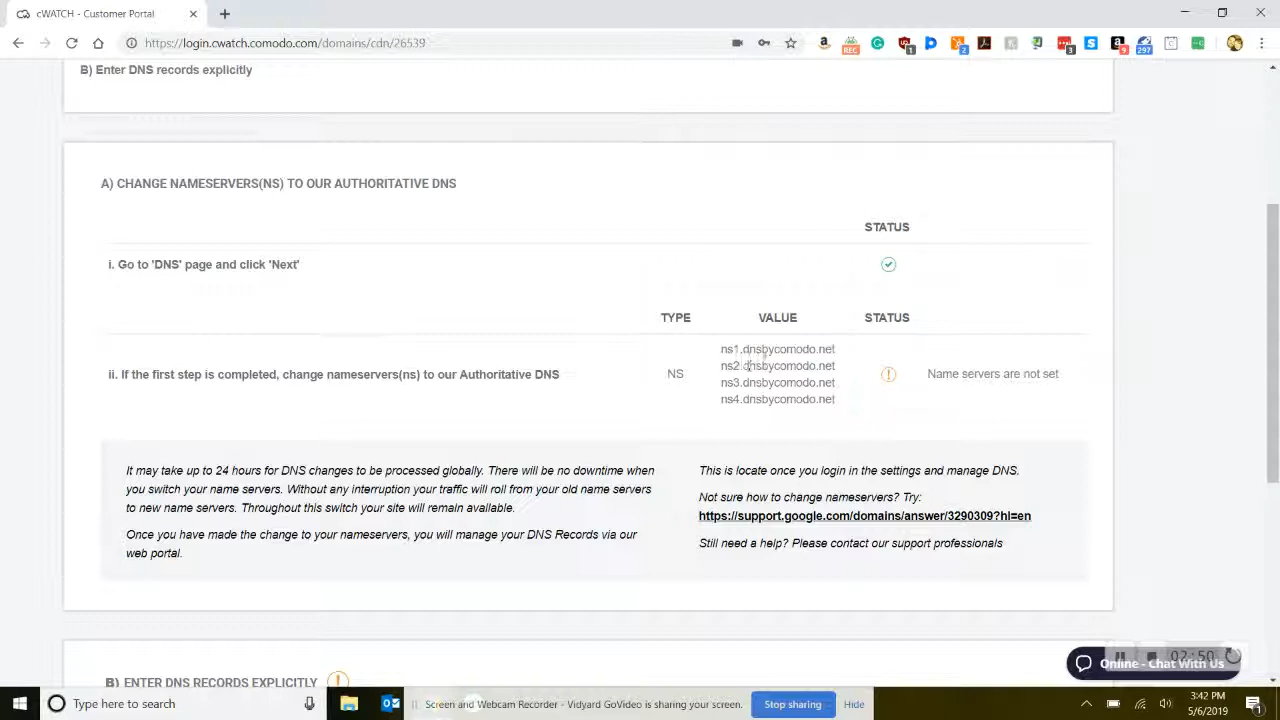 cWATCH - Customer Portal
https://login.cwatch.comodo.com/domains/cdn/26539
REC
1
2
3
9
297
B) Enter DNS records explicitly
A) CHANGE NAMESERVERS(NS) TO OUR AUTHORITATIVE DNS
STATUS
i. Go to 'DNS' page and click 'Next'
TYPE VALUE STATUS
ns1.dnsbycomodo.net
ns2.dnsbycomodo.net
ii. If the first step is completed, change nameservers(ns) to our Authoritative DNS NS Name servers are not set
ns3.dnsbycomodo.net
ns4.dnsbycomodo.net
It may take up to 24 hours for DNS changes to be processed globally. There will be no downtime when
you switch your name servers. Without any interruption your traffic will roll from your old name servers
to new name servers. Throughout this switch your site will remain available.
Once you have made the change to your nameservers, you will manage your DNS Records via our
web portal.
This is locate once you login in the settings and manage DNS.
Not sure how to change nameservers? Try:
https://support.google.com/domains/answer/3290309?hl=en
Still need a help? Please contact our support professionals
B) ENTER DNS RECORDS EXPLICITLY
02:50
Online - Chat With Us
Type here to search
Screen and Webcam Recorder - Vidyard GoVideo is sharing your screen.
Stop sharing
Hide
3:42 PM
5/6/2019
1